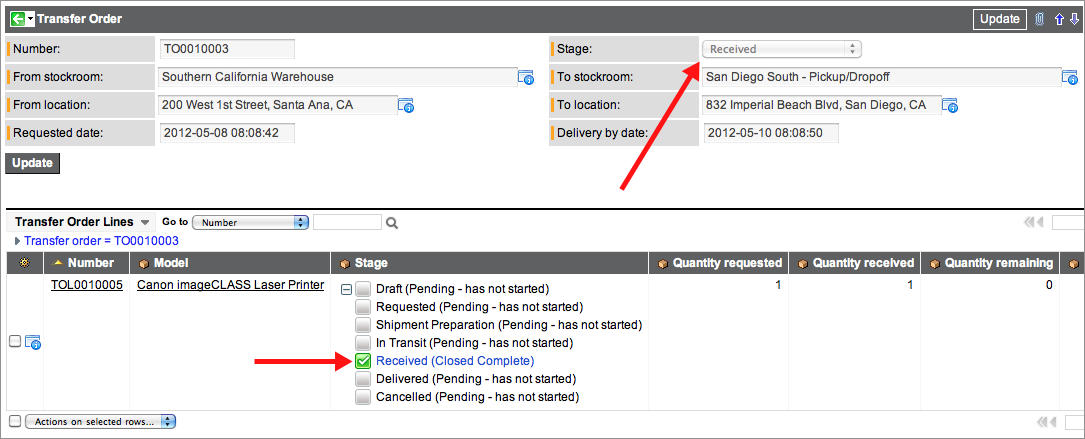 Transfer Order
Update
Number: TO0010003
Stage: Received
From stockroom: Southern California Warehouse
To stockroom: San Diego South - Pickup/Dropoff
From location: 200 West 1st Street, Santa Ana, CA
To location: 832 Imperial Beach Blvd, San Diego, CA
Requested date: 2012-05-08 08:08:42
Delivery by date: 2012-05-10 08:08:50
Update
Transfer Order Lines Go to Number
Transfer order = TO0010003
Number Model Stage Quantity requested Quantity received Quantity remaining
TOL0010005 Canon imageCLASS Laser Printer Draft (Pending - has not started) 1 1 0
Requested (Pending - has not started)
Shipment Preparation (Pending - has not started)
In Transit (Pending - has not started)
Received (Closed Complete)
Delivered (Pending - has not started)
Cancelled (Pending - has not started)
Actions on selected rows...